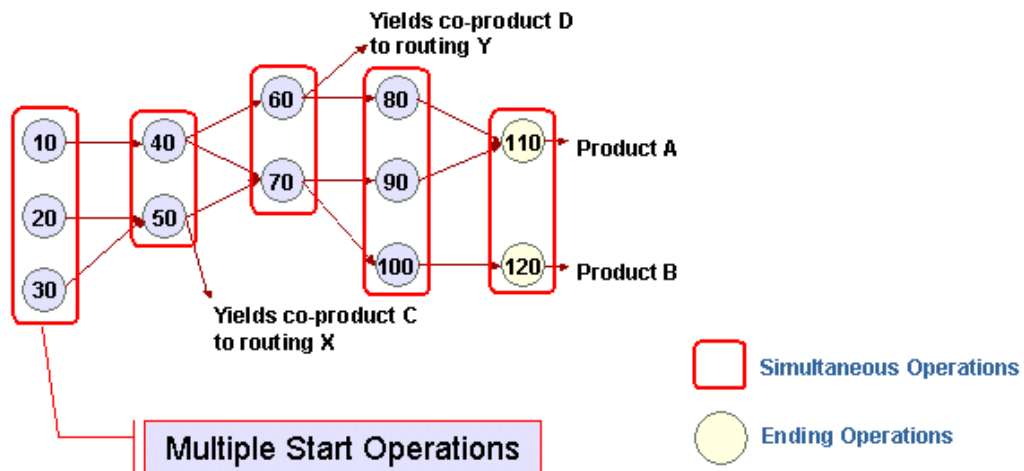 Yields co-product D
to routing Y
60
80
10
40
110
Product A
70
90
20
50
100
120
Product B
30
Yields co-product C
to routing X
Simultaneous Operations
Multiple Start Operations
Ending Operations